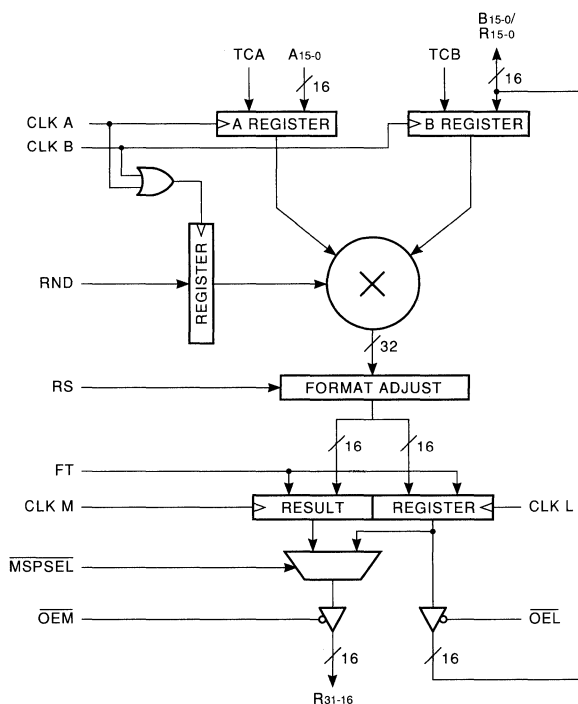 B15-0/
R15-0
TCA
A15-0
TCB
16
16
CLK A
A REGISTER
B REGISTER
CLK B
RND
REGISTER
32
RS
FORMAT ADJUST
16
16
FT
CLK M
RESULT
REGISTER
CLK L
MSPSEL
OEM
OEL
16
16
R31-16